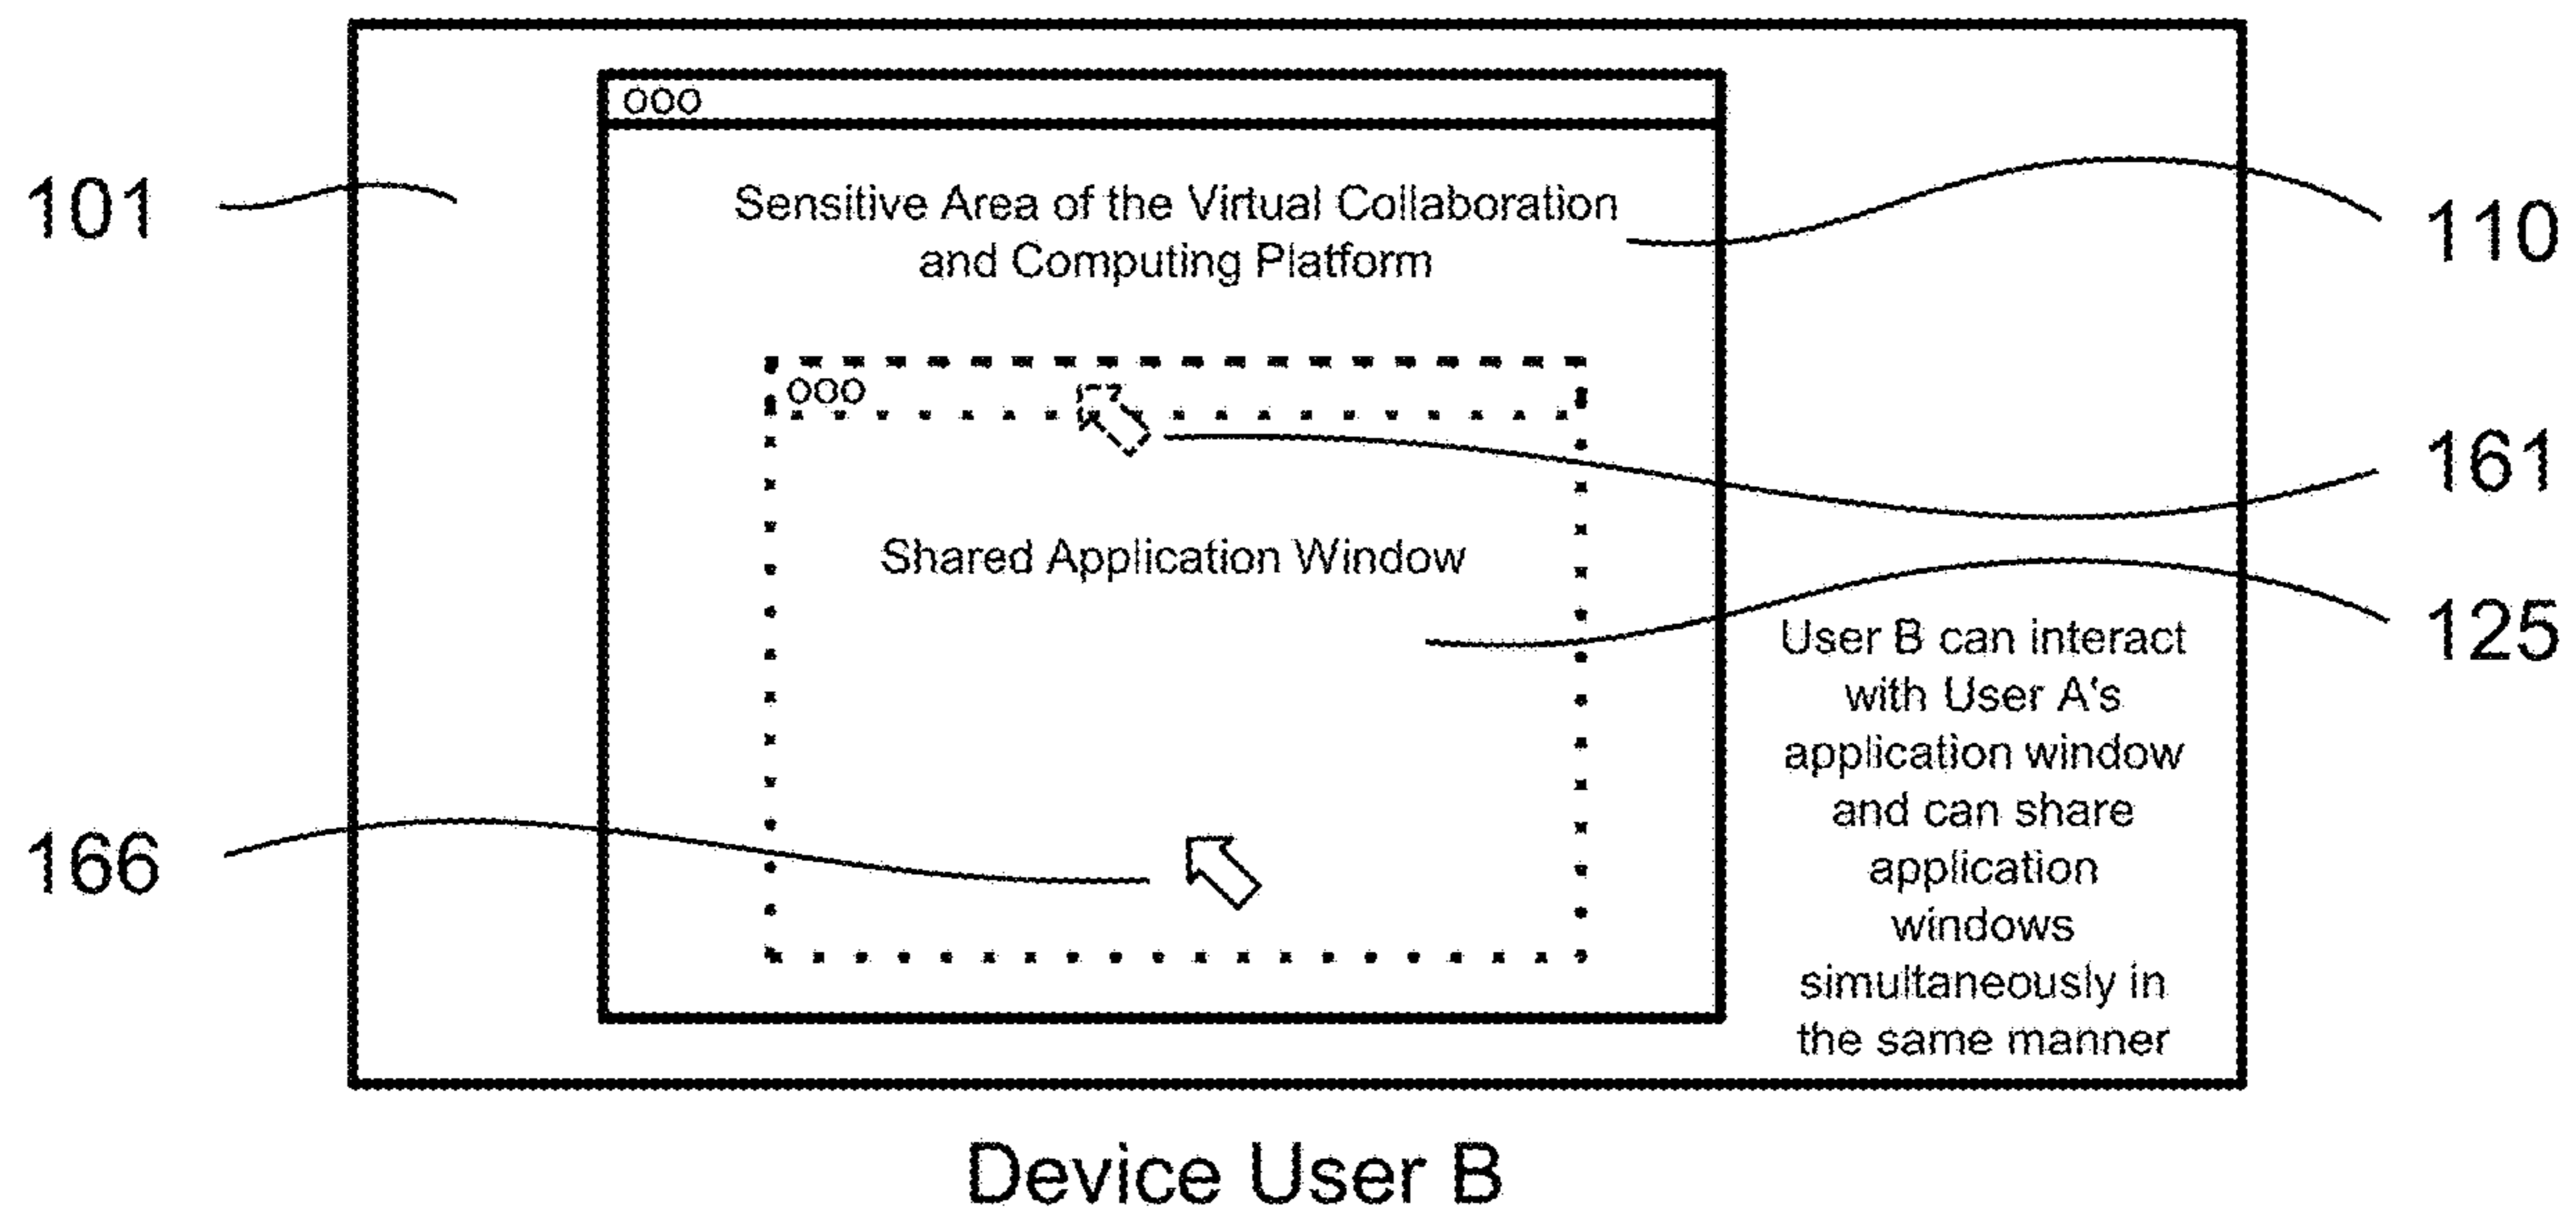 OOO
101
Sensitive Area of the Virtual Collaboration
and Computing Platform
110
OOO
161
Shared Application Window
125
User B can interact
with User A's
application window
and can share
application
windows
simultaneously in
the same manner
166
Device User B